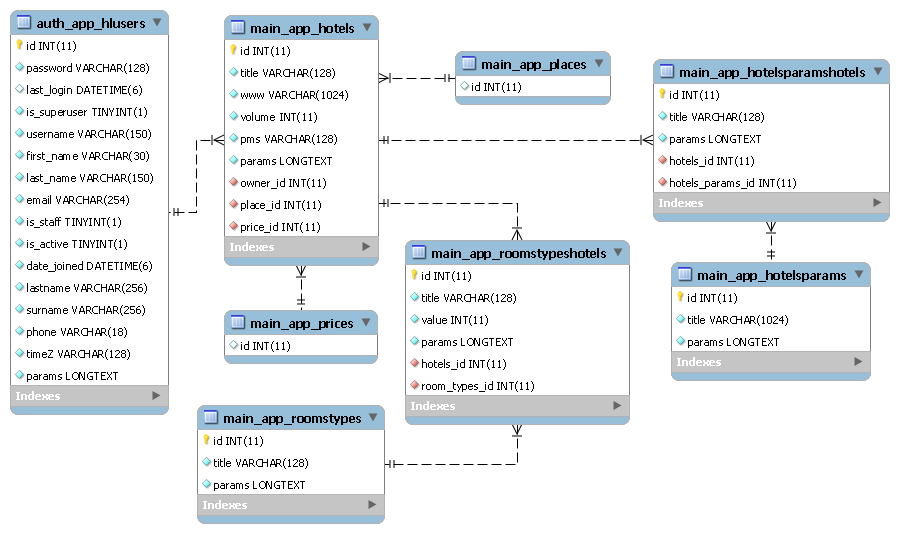 auth_app_hlusers
id INT(11)
password VARCHAR(128)
last_login DATETIME(6)
is_superuser TINYINT(1)
username VARCHAR(150)
first_name VARCHAR(30)
last_name VARCHAR(150)
email VARCHAR(254)
is_staff TINYINT(1)
is_active TINYINT(1)
date_joined DATETIME(6)
lastname VARCHAR(256)
surname VARCHAR(256)
phone VARCHAR(18)
timeZ VARCHAR(128)
params LONGTEXT
Indexes
main_app_hotels
id INT(11)
title VARCHAR(128)
www VARCHAR(1024)
volume INT(11)
pms VARCHAR(128)
params LONGTEXT
owner_id INT(11)
place_id INT(11)
price_id INT(11)
Indexes
main_app_places
id INT(11)
main_app_hotelsparamshotels
id INT(11)
title VARCHAR(128)
params LONGTEXT
hotels_id INT(11)
hotels_params_id INT(11)
Indexes
main_app_roomstypeshotels
id INT(11)
title VARCHAR(128)
value INT(11)
params LONGTEXT
hotels_id INT(11)
room_types_id INT(11)
Indexes
main_app_hotelsparams
id INT(11)
title VARCHAR(1024)
params LONGTEXT
Indexes
main_app_prices
id INT(11)
main_app_roomstypes
id INT(11)
title VARCHAR(128)
params LONGTEXT
Indexes